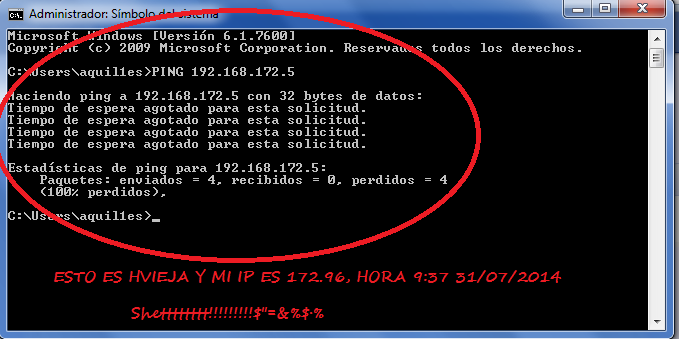 Administrador: Símbolo del sistema
Microsoft Windows [Versión 6.1.7600]
Copyright (c) 2009 Microsoft Corporation. Reservados todos los derechos.
C:\Users\aquil1es>PING 192.168.172.5
Haciendo ping a 192.168.172.5 con 32 bytes de datos:
Tiempo de espera agotado para esta solicitud.
Tiempo de espera agotado para esta solicitud.
Tiempo de espera agotado para esta solicitud.
Tiempo de espera agotado para esta solicitud.
Estadísticas de ping para 192.168.172.5:
Paquetes: enviados = 4, recibidos = 0, perdidos = 4
(100% perdidos),
C:\Users\aquil1es>_
ESTO ES HVIEJA Y MI IP ES 172.96, HORA 9:37 31/07/2014